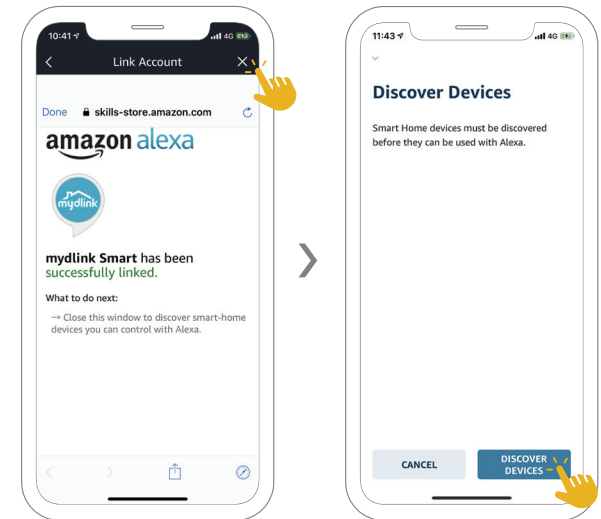 10:41 4G
Link Account
Done skills-store.amazon.com
amazon alexa
mydlink
mydlink Smart has been
successfully linked.
What to do next:
→ Close this window to discover smart-home
devices you can control with Alexa.
11:43 4G
Discover Devices
Smart Home devices must be discovered
before they can be used with Alexa.
CANCEL
DISCOVER
DEVICES